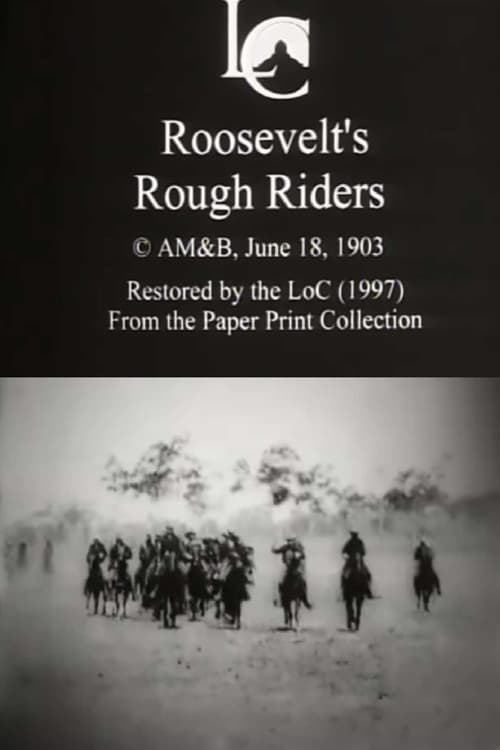 LC
Roosevelt's
Rough Riders
© AM&B, June 18, 1903
Restored by the LoC (1997)
From the Paper Print Collection